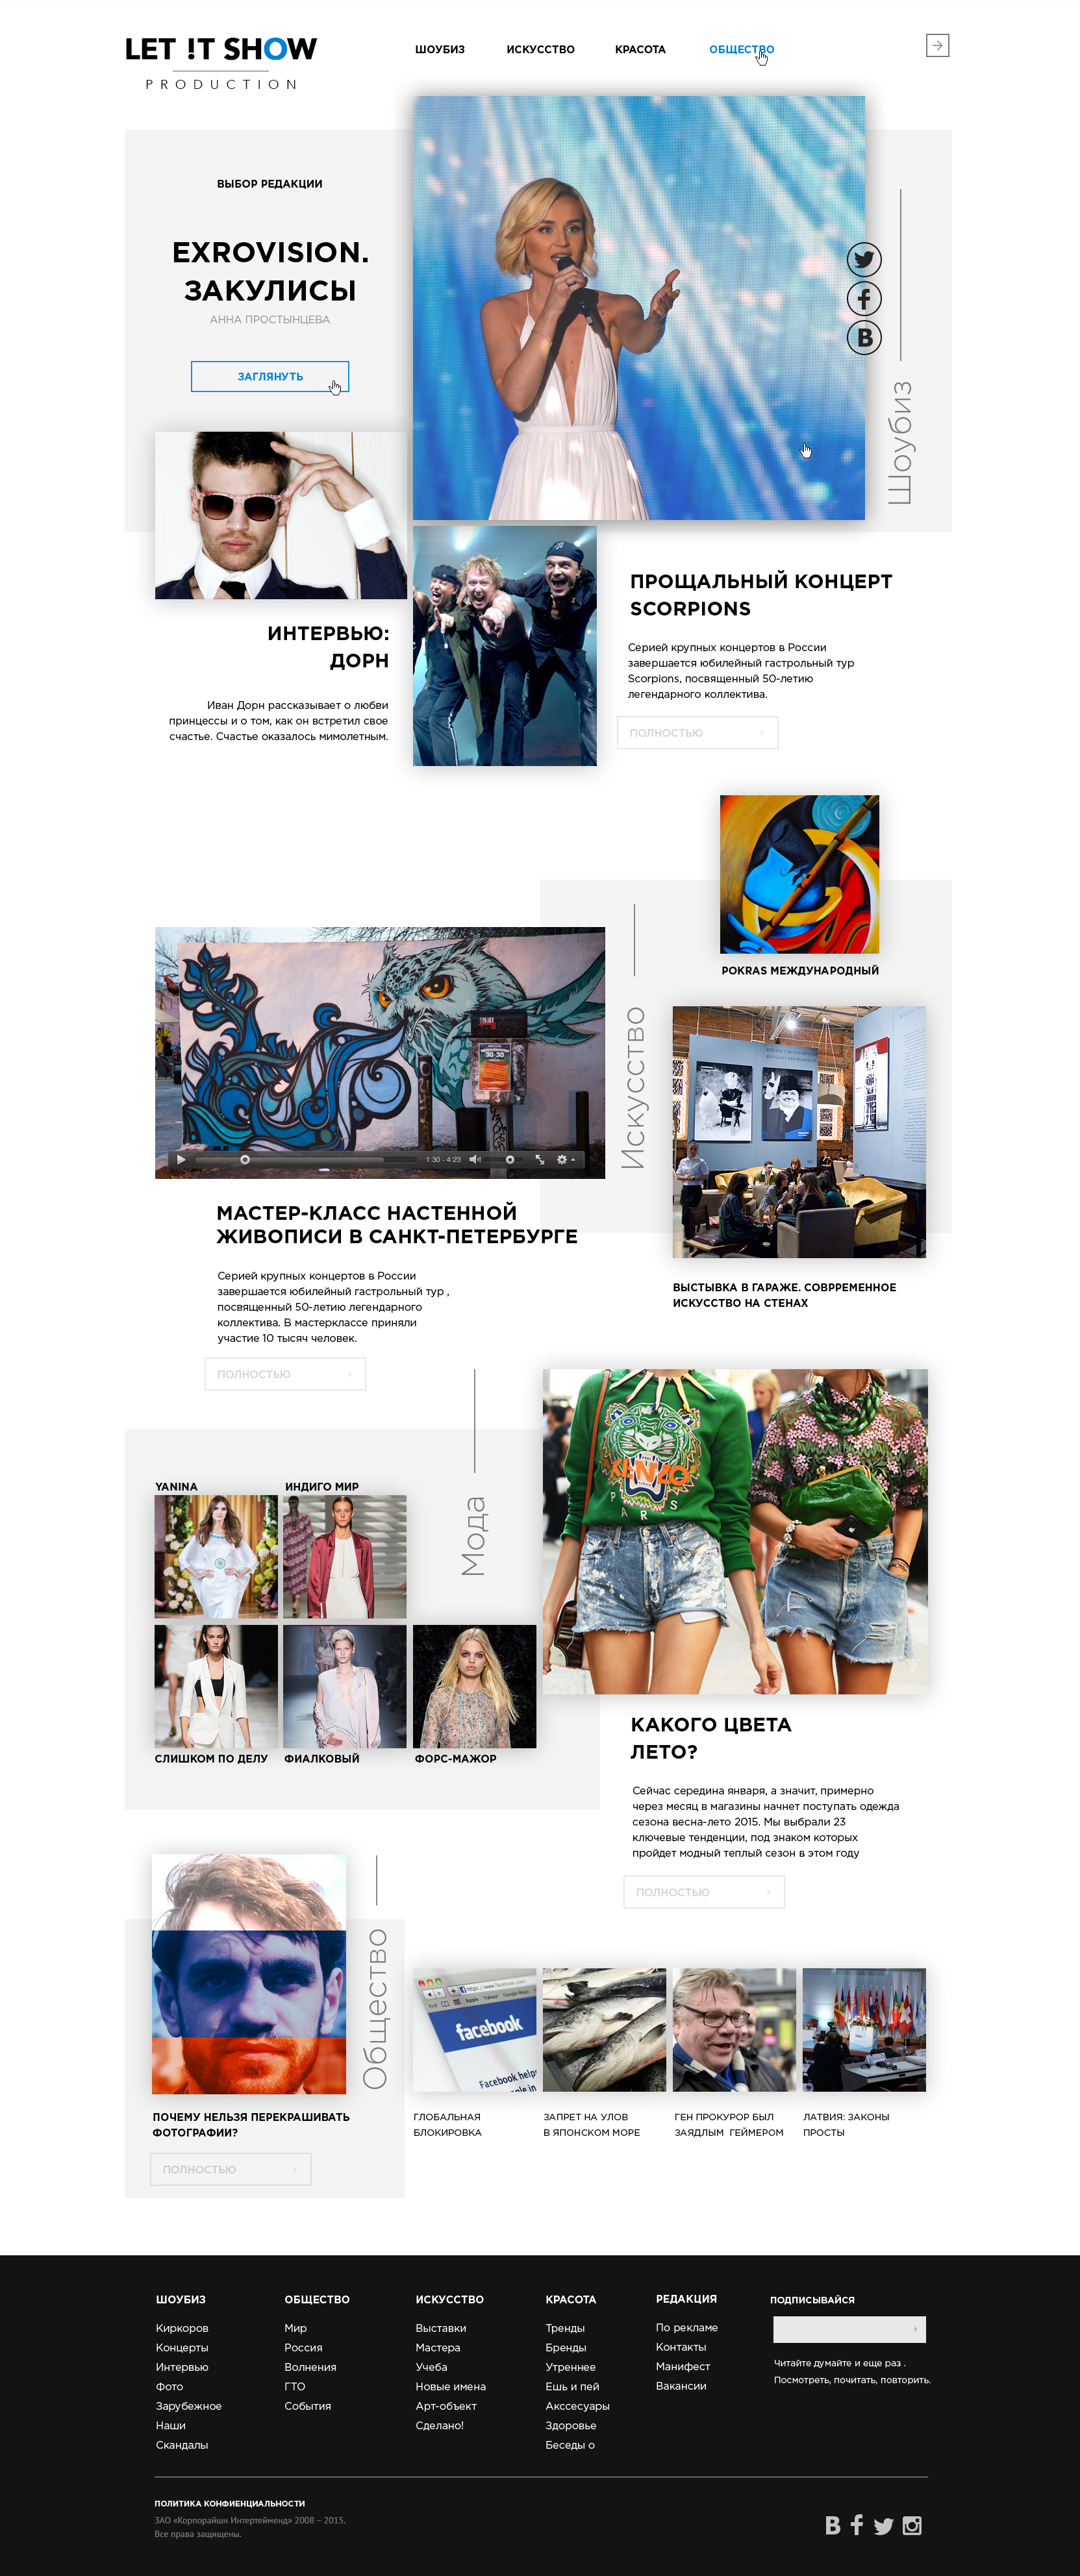 LET !T SHOW
PRODUCTION
ШОУБИЗ
ИСКУССТВО
КРАСОТА
ОБЩЕСТВО
ВЫБОР РЕДАКЦИИ
EXROVISION.
ЗАКУЛИСЫ
АННА ПРОСТЫНЦЕВА
ЗАГЛЯНУТЬ
Шоубиз
ИНТЕРВЬЮ:
ДОРН
Иван Дорн рассказывает о любви
принцессы и о том, как он встретил свое
счастье. Счастье оказалось мимолетным.
ПРОЩАЛЬНЫЙ КОНЦЕРТ
SCORPIONS
Серией крупных концертов в России
завершается юбилейный гастрольный тур
Scorpions, посвященный 50-летию
легендарного коллектива.
ПОЛНОСТЬЮ
POKRAS МЕЖДУНАРОДНЫЙ
Искусство
30 30
1:30 - 4:23
МАСТЕР-КЛАСС НАСТЕННОЙ
ЖИВОПИСИ В САНКТ-ПЕТЕРБУРГЕ
Серией крупных концертов в России
завершается юбилейный гастрольный тур ,
посвященный 50-летию легендарного
коллектива. В мастерклассе приняли
участие 10 тысяч человек.
ПОЛНОСТЬЮ
ВЫСТЫВКА В ГАРАЖЕ. СОВРРЕМЕННОЕ
ИСКУССТВО НА СТЕНАХ
Мода
YANINA
ИНДИГО МИР
СЛИШКОМ ПО ДЕЛУ
ФИАЛКОВЫЙ
ФОРС-МАЖОР
KENZO
PARIS
КАКОГО ЦВЕТА
ЛЕТО?
Сейчас середина января, а значит, примерно
через месяц в магазины начнет поступать одежда
сезона весна-лето 2015. Мы выбрали 23
ключевые тенденции, под знаком которых
пройдет модный теплый сезон в этом году
ПОЛНОСТЬЮ
Общество
ПОЧЕМУ НЕЛЬЗЯ ПЕРЕКРАШИВАТЬ
ФОТОГРАФИИ?
ПОЛНОСТЬЮ
facebook
Facebook help
ГЛОБАЛЬНАЯ
БЛОКИРОВКА
ЗАПРЕТ НА УЛОВ
В ЯПОНСКОМ МОРЕ
ГЕН ПРОКУРОР БЫЛ
ЗАЯДЛЫМ ГЕЙМЕРОМ
ЛАТВИЯ: ЗАКОНЫ
ПРОСТЫ
ШОУБИЗ
Киркоров
Концерты
Интервью
Фото
Зарубежное
Наши
Скандалы
ОБЩЕСТВО
Мир
Россия
Волнения
ГТО
События
ИСКУССТВО
Выставки
Мастера
Учеба
Новые имена
Арт-объект
Сделано!
КРАСОТА
Тренды
Бренды
Утреннее
Ешь и пей
Акссесуары
Здоровье
Беседы о
РЕДАКЦИЯ
По рекламе
Контакты
Манифест
Вакансии
ПОДПИСЫВАЙСЯ
Читайте думайте и еще раз .
Посмотреть, почитать, повторить.
ПОЛИТИКА КОНФИЕНЦИАЛЬНОСТИ
ЗАО «Корпорайшн Интертейменд» 2008 – 2015.
Все права защищены.